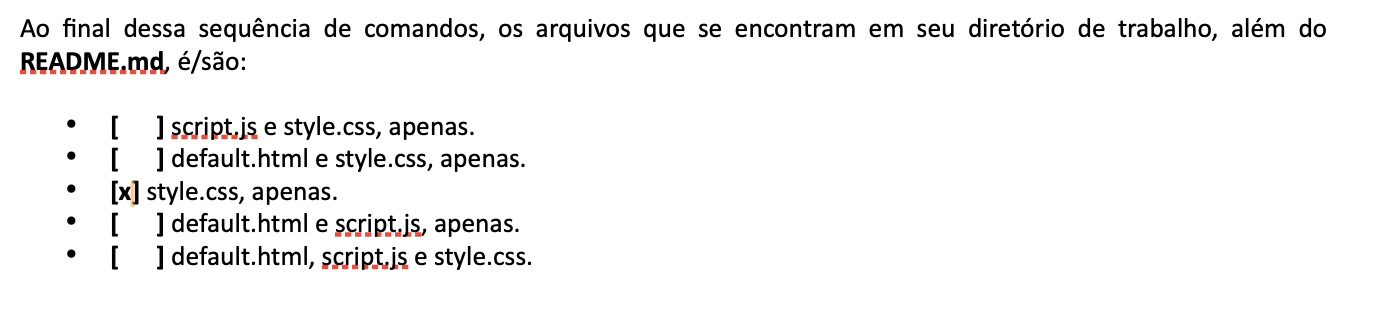 Ao final dessa sequência de comandos, os arquivos que se encontram em seu diretório de trabalho, além do
README.md, é/são:
• [ ] script.js e style.css, apenas.
• [ ] default.html e style.css, apenas.
• [x] style.css, apenas.
• [ ] default.html e script.js, apenas.
• [ ] default.html, script.js e style.css.